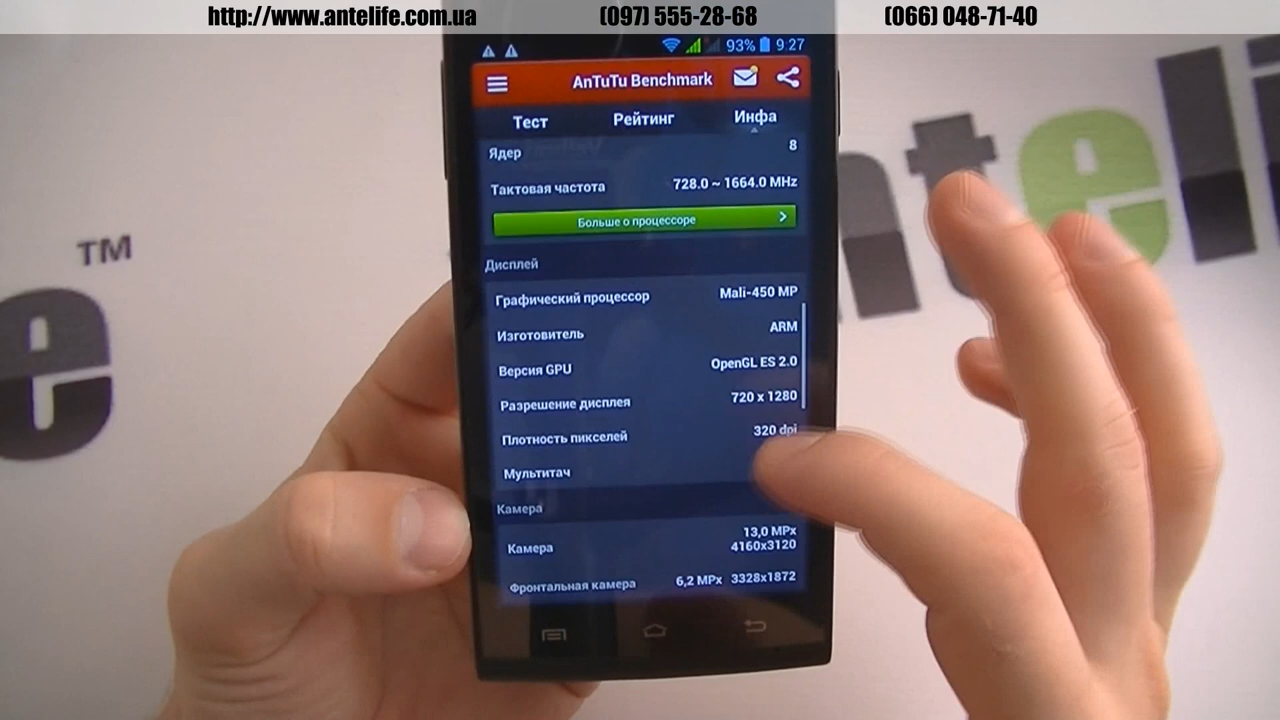 http://www.antelife.com.ua (097) 555-28-68 (066) 048-71-40
93% 9:27
AnTuTu Benchmark
Тест Рейтинг Инфа
Ядер 8
Тактовая частота 728.0 ~ 1664.0 MHz
Больше о процессоре
Дисплей
Графический процессор Mali-450 MP
Изготовитель ARM
Версия GPU OpenGL ES 2.0
Разрешение дисплея 720 x 1280
Плотность пикселей 320 dpi
Мультитач
Камера
Камера 13,0 MPx
4160x3120
Фронтальная камера 6,2 MPx 3328x1872
TM
e
nteli